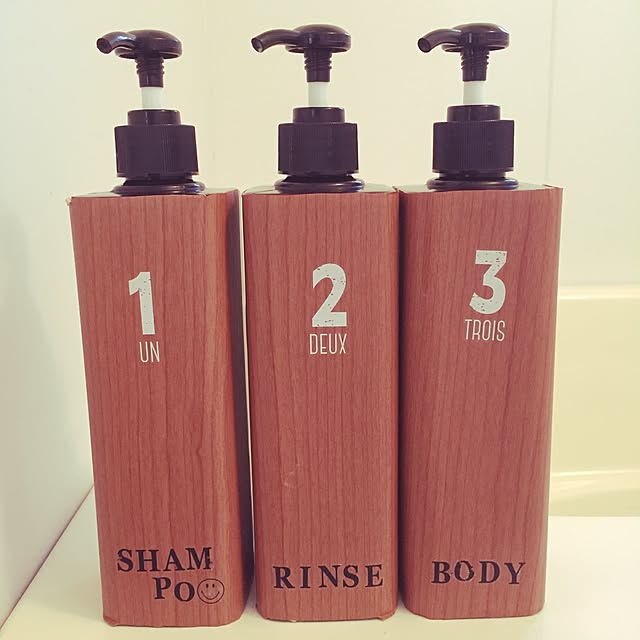 1
UN
SHAM
PO
2
DEUX
RINSE
3
TROIS
BODY